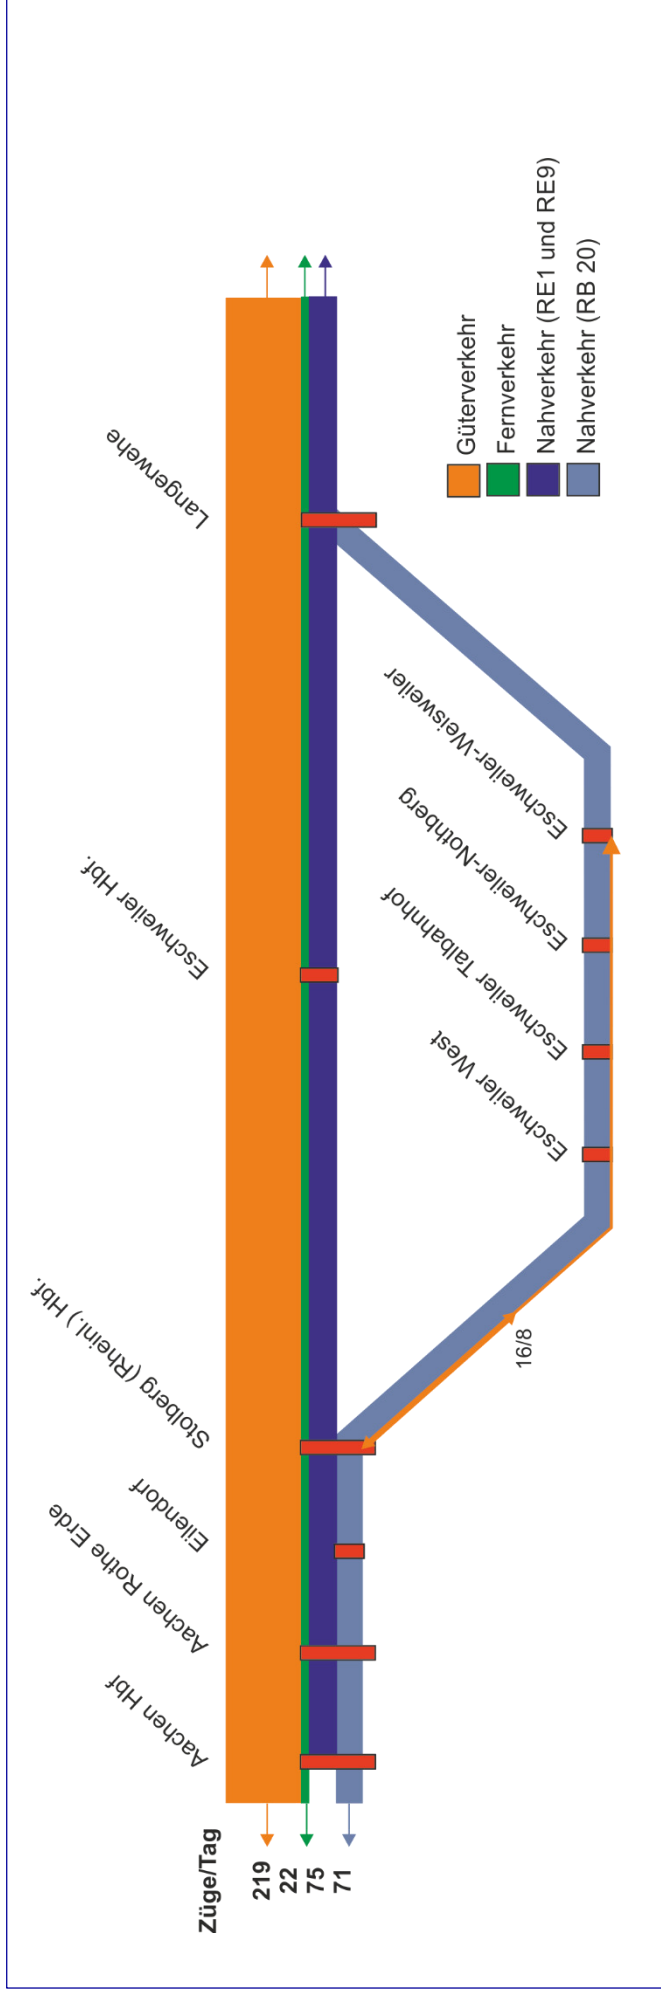 Züge/Tag
219
22
75
71
Aachen Hbf
Aachen Rothe Erde
Eilendorf
Stolberg (Rheinl.) Hbf.
Eschweiler Hbf.
Langerwehe
16/8
Eschweiler West
Eschweiler Talbahnhof
Eschweiler-Nothberg
Eschweiler-Weisweiler
Güterverkehr
Fernverkehr
Nahverkehr (RE1 und RE9)
Nahverkehr (RB 20)